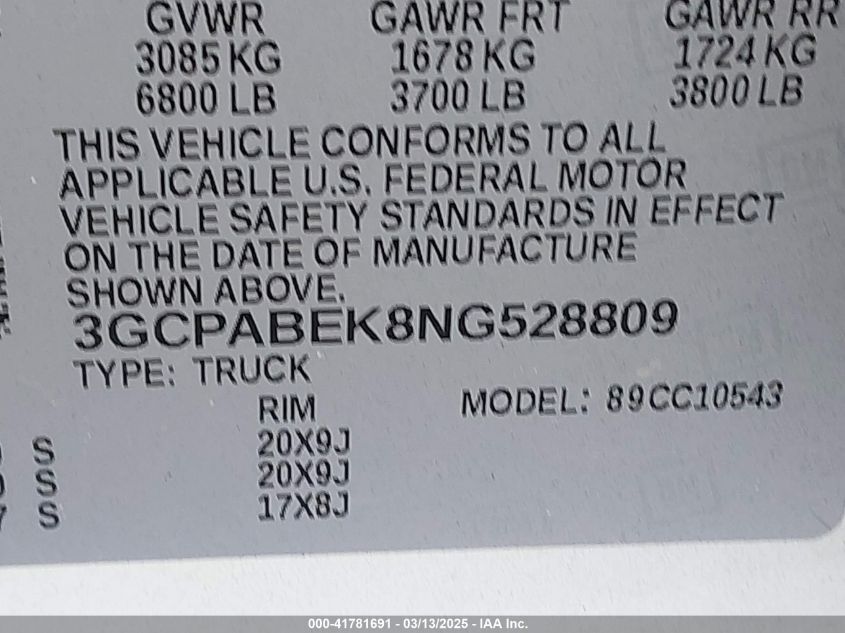 GVWR GAWR FRT GAWR RR
3085 KG 1678 KG 1724 KG
6800 LB 3700 LB 3800 LB
THIS VEHICLE CONFORMS TO ALL
APPLICABLE U.S. FEDERAL MOTOR
VEHICLE SAFETY STANDARDS IN EFFECT
ON THE DATE OF MANUFACTURE
SHOWN ABOVE.
3GCPABEK8NG528809
TYPE: TRUCK
RIM MODEL: 89CC10543
S 20X9J
S 20X9J
S 17X8J
000-41781691 - 03/13/2025 - IAA Inc.